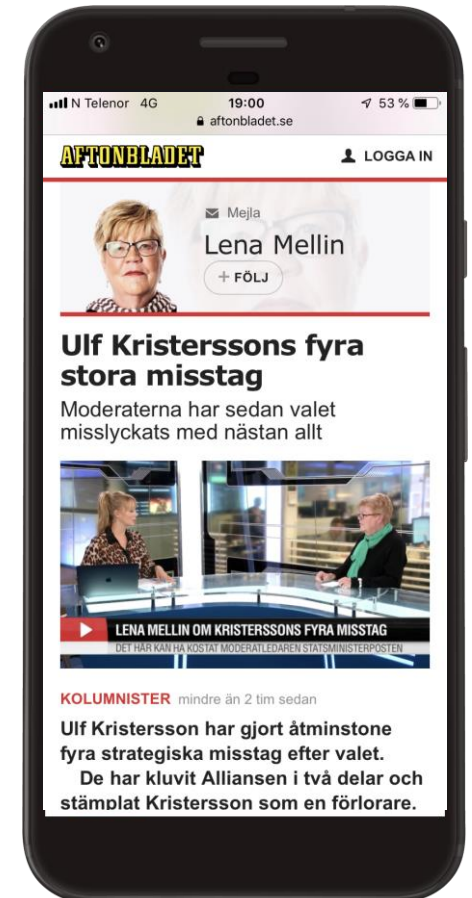 N Telenor 4G 19:00 53 %
aftonbladet.se
AFTONBLADET LOGGA IN
Mejla
Lena Mellin
+ FÖLJ
Ulf Kristerssons fyra
stora misstag
Moderaterna har sedan valet
misslyckats med nästan allt
LENA MELLIN OM KRISTERSSONS FYRA MISSTAG
DET HÄR KAN HA KOSTAT MODERATLEDAREN STATSMINISTERPOSTEN
KOLUMNISTER mindre än 2 tim sedan
Ulf Kristersson har gjort åtminstone
fyra strategiska misstag efter valet.
De har kluvit Alliansen i två delar och
stämplat Kristersson som en förlorare.